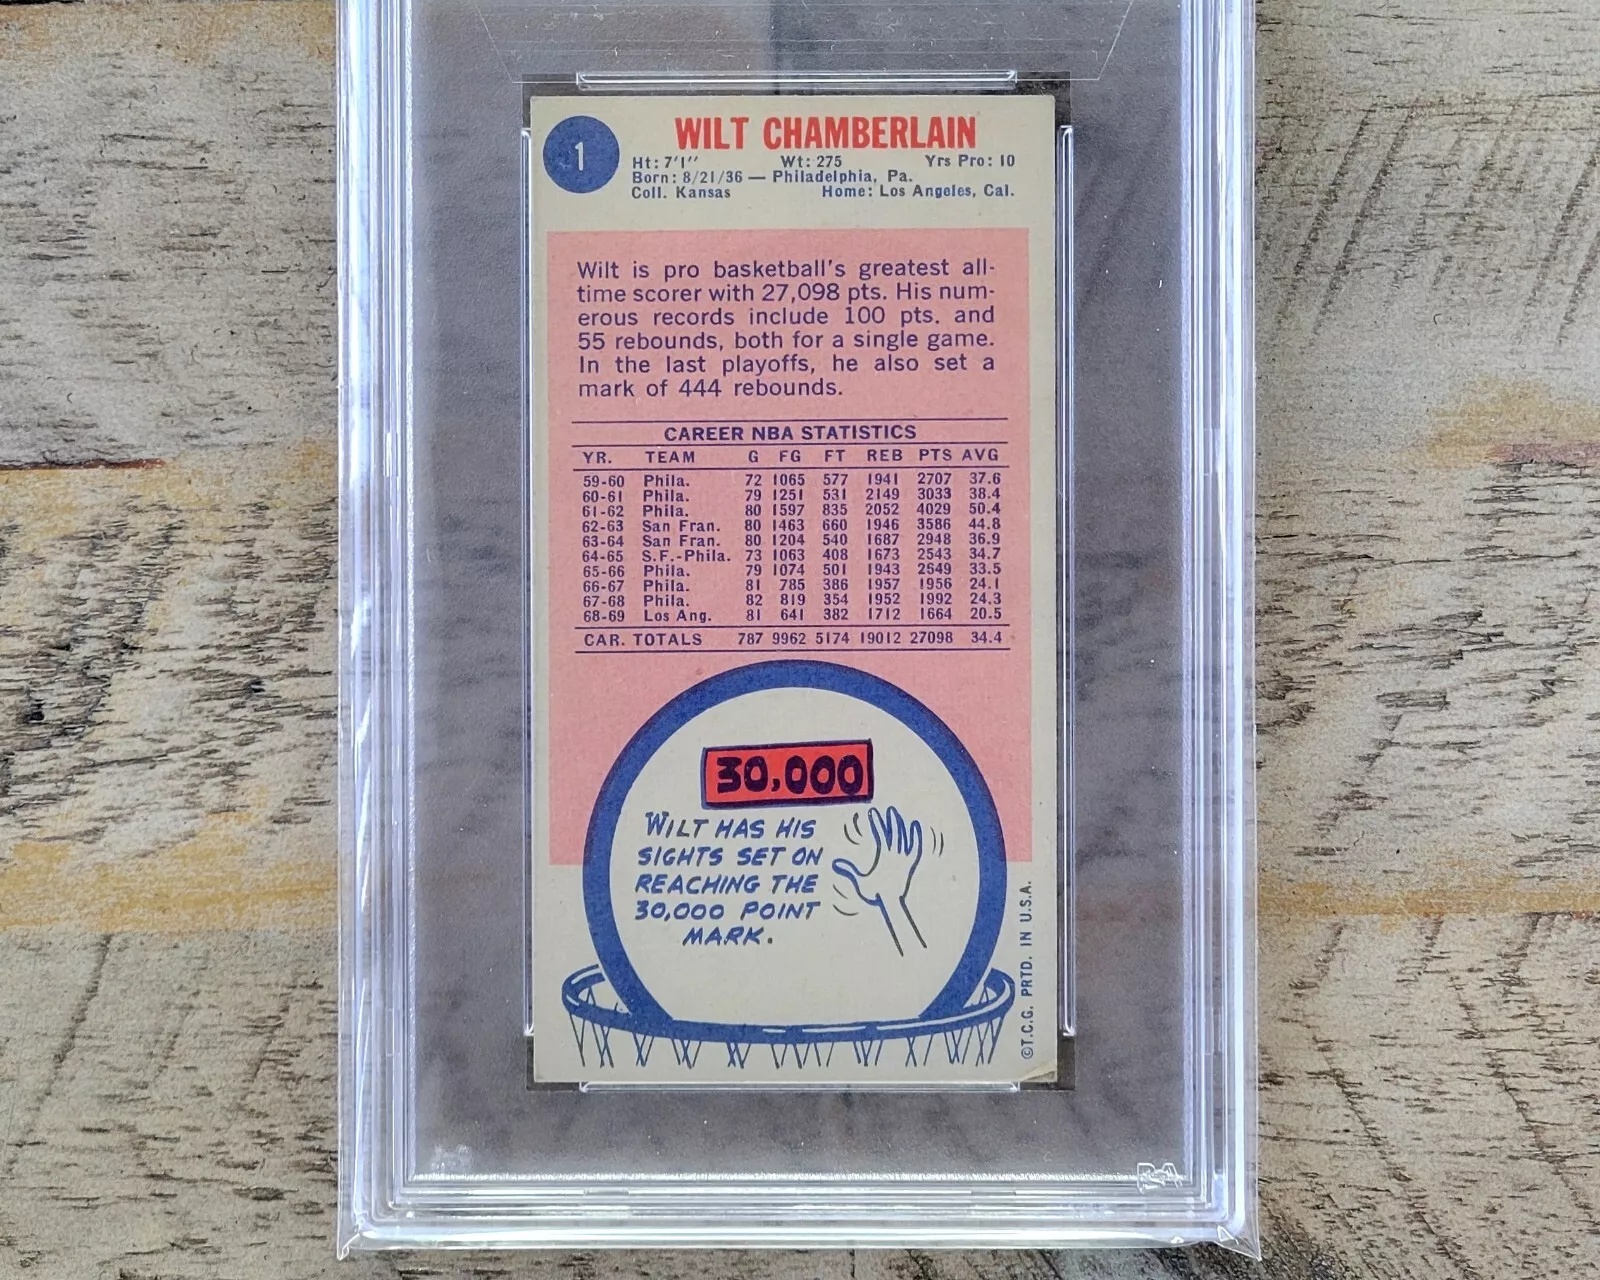 1
WILT CHAMBERLAIN
Ht: 7'1" Wt: 275 Yrs Pro: 10
Born: 8/21/36 — Philadelphia, Pa.
Coll. Kansas Home: Los Angeles, Cal.
Wilt is pro basketball's greatest all-
time scorer with 27,098 pts. His num-
erous records include 100 pts. and
55 rebounds, both for a single game.
In the last playoffs, he also set a
mark of 444 rebounds.
CAREER NBA STATISTICS
YR. TEAM G FG FT REB PTS AVG
59-60 Phila. 72 1065 577 1941 2707 37.6
60-61 Phila. 79 1251 531 2149 3033 38.4
61-62 Phila. 80 1597 835 2052 4029 50.4
62-63 San Fran. 80 1463 660 1946 3586 44.8
63-64 San Fran. 80 1204 540 1687 2948 36.9
64-65 S.F.-Phila. 73 1063 408 1673 2543 34.7
65-66 Phila. 79 1074 501 1943 2649 33.5
66-67 Phila. 81 785 386 1957 1956 24.1
67-68 Phila. 82 819 354 1952 1992 24.3
68-69 Los Ang. 81 641 382 1712 1664 20.5
CAR. TOTALS 787 9962 5174 19012 27098 34.4
30,000
WILT HAS HIS
SIGHTS SET ON
REACHING THE
30,000 POINT
MARK.
©T.C.G. PRTD. IN U.S.A.